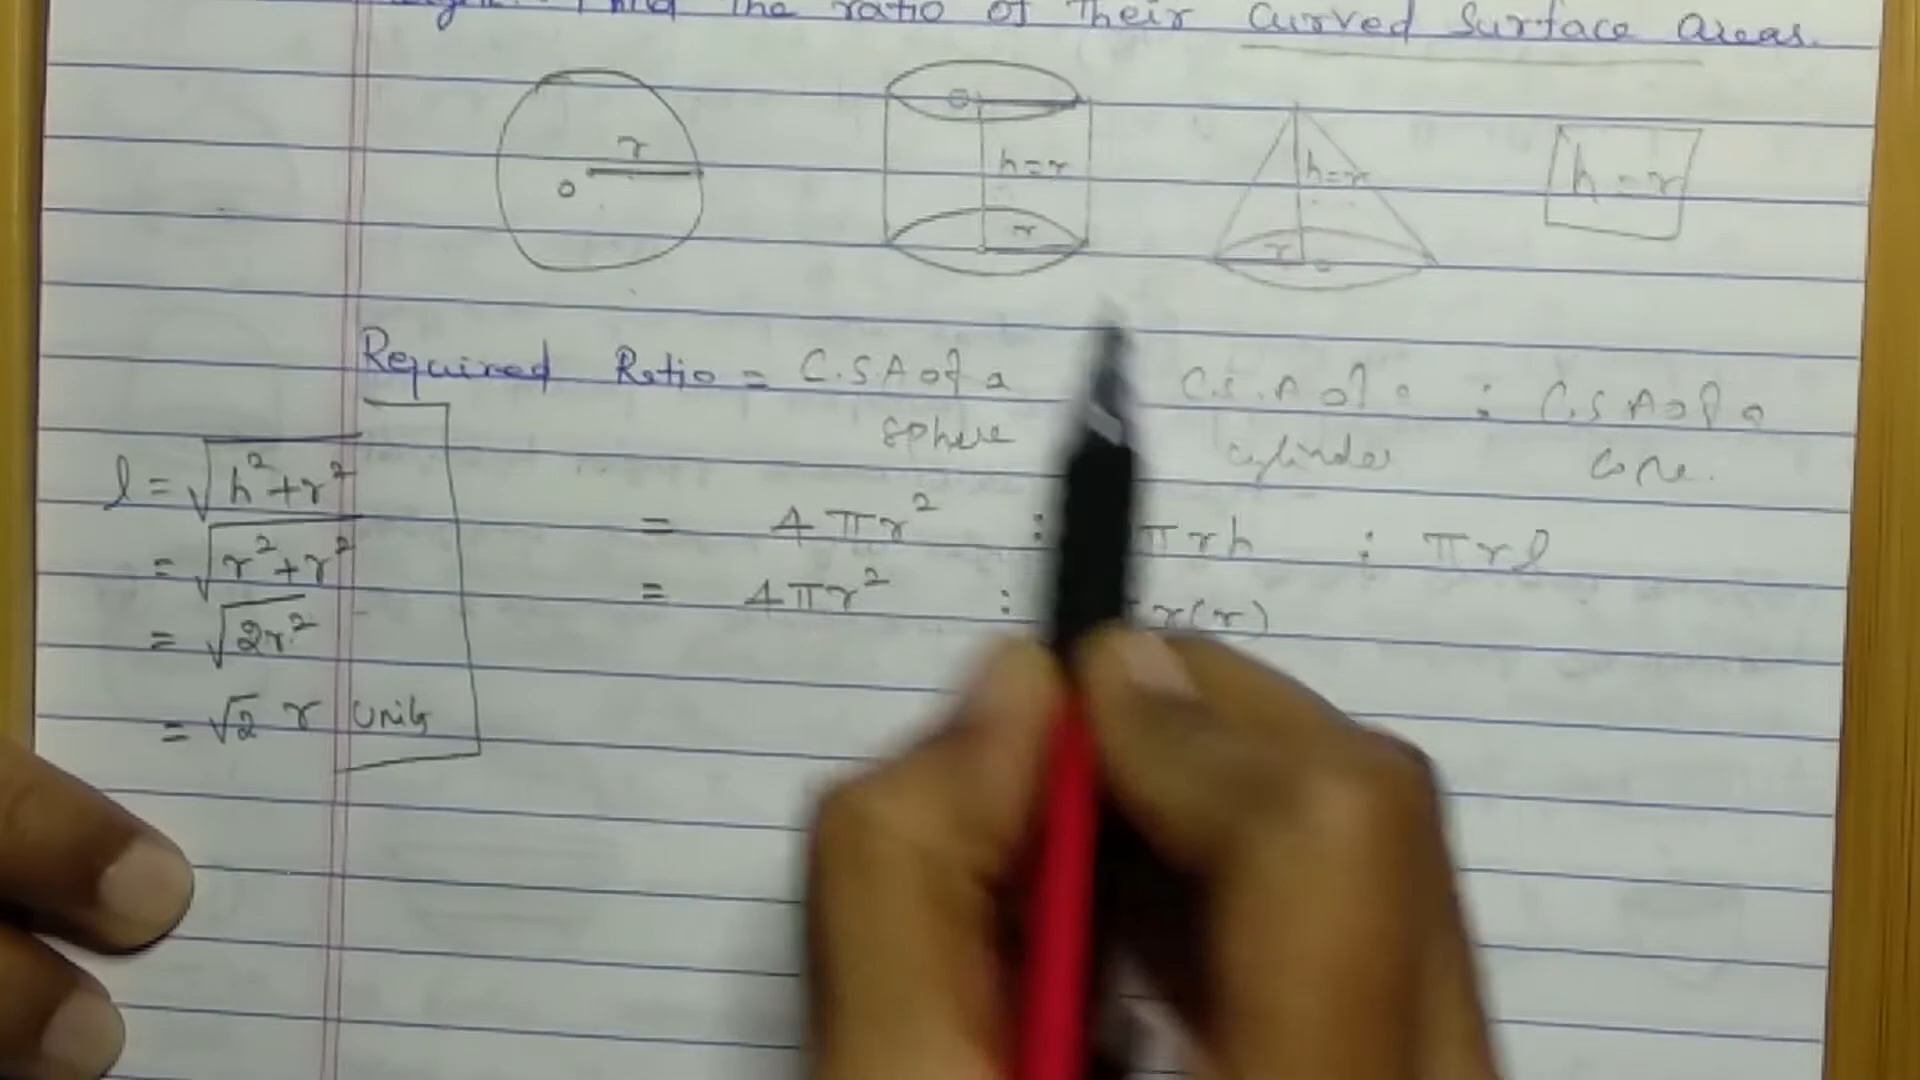 the ratio of their curved surface areas.
r
o
h=r
r
h=r
r
h=r
Required Ratio = C.S.A of a C.S.A of a : C.S.A of a
sphere cylinder cone.
l = √h²+r²
= √r²+r²
= √2r²
= √2 r units
= 4πr² : πrh : πrl
= 4πr² : r(r)